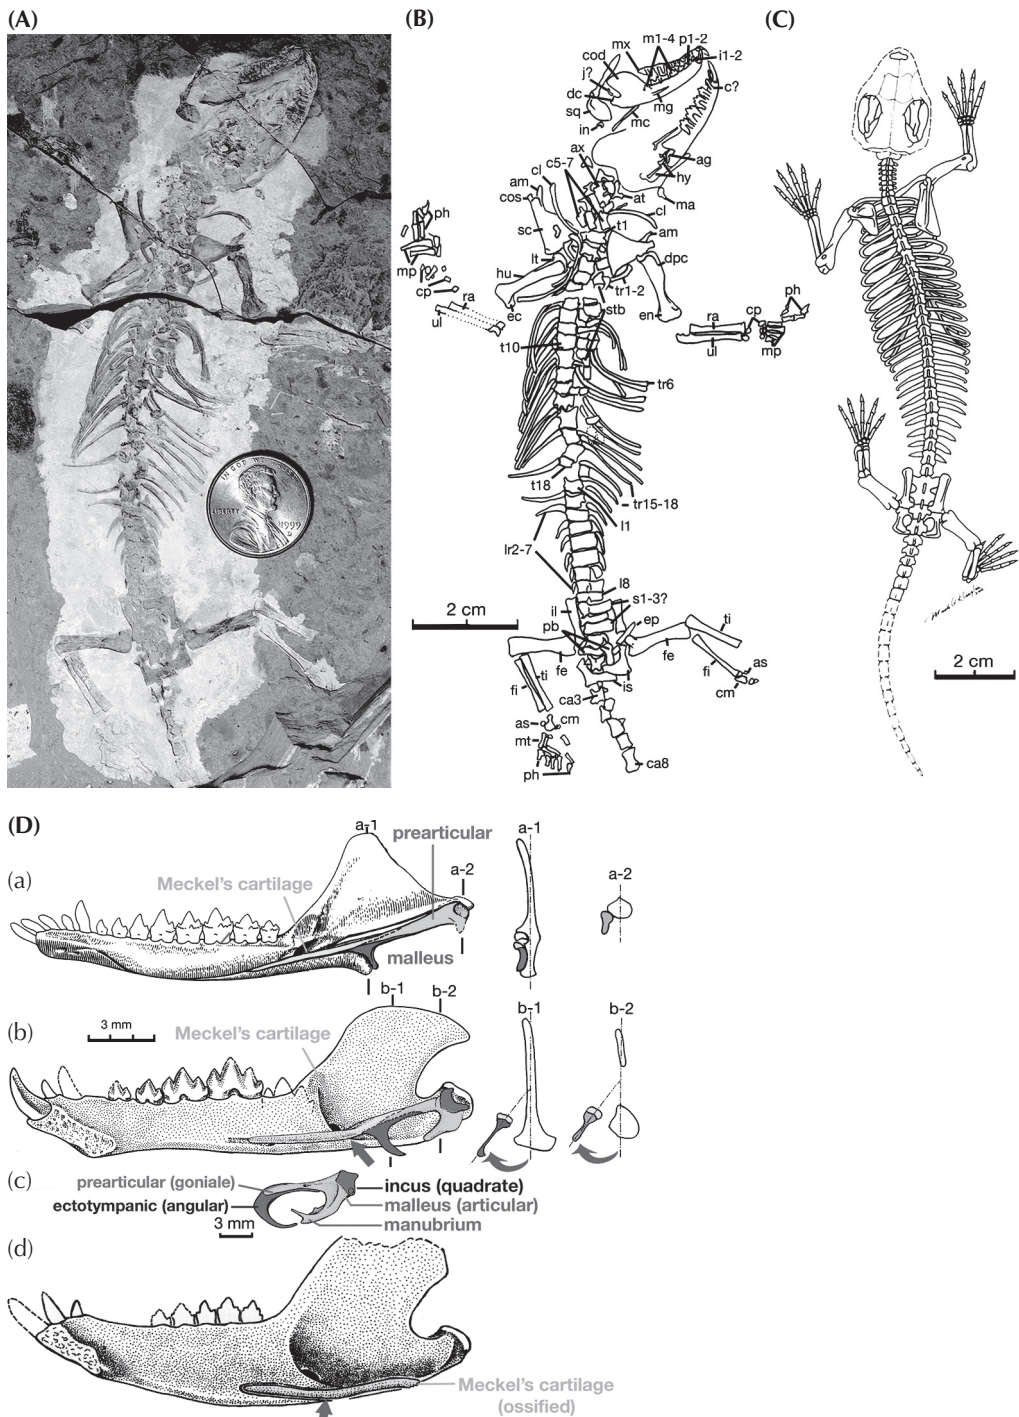 (A)
(B)
(C)
IN GOD WE
LIBERTY
1999
D
m1-4 p1-2
mx
i1-2
cod
j?
c?
dc
sq
mg
in
mc
ax
ag
c5-7
hy
cl
am
cos
at
ma
cl
ph
t1
am
sc
lt
dpc
mp
hu
cp
tr1-2
ph
ra
ec
stb
en
cp
ul
ra
t10
ul
mp
tr6
t18
tr15-18
l1
lr2-7
l8
2 cm
il
s1-3?
ep
ti
pb
fe
fe
as
fi
ti
is
fi
cm
2 cm
ca3
as
cm
mt
ca8
ph
(D)
a-1
prearticular
a-1
(a)
a-2
a-2
Meckel's cartilage
malleus
b-1
b-2
b-1
b-2
(b)
3 mm
Meckel's cartilage
(c)
prearticular (goniale)
incus (quadrate)
ectotympanic (angular)
malleus (articular)
3 mm
manubrium
(d)
Meckel's cartilage
(ossified)